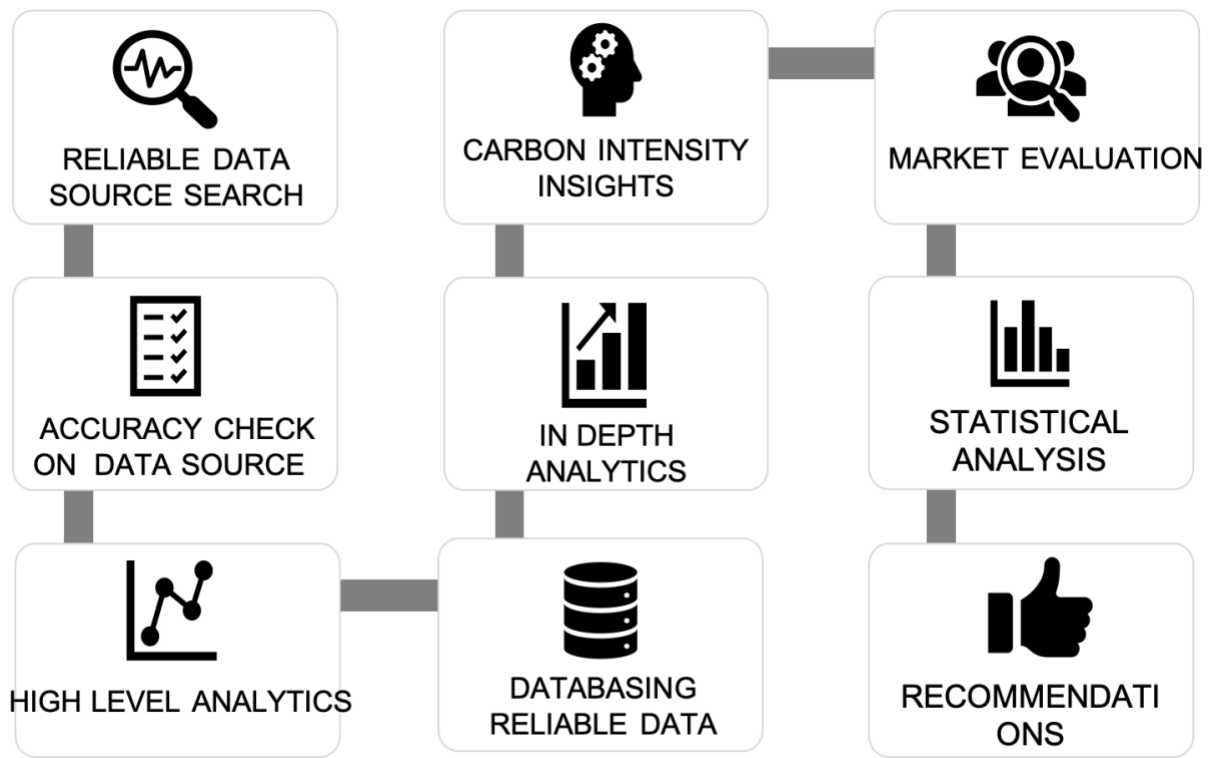 RELIABLE DATA
SOURCE SEARCH
ACCURACY CHECK
ON DATA SOURCE
HIGH LEVEL ANALYTICS
DATABASING
RELIABLE DATA
IN DEPTH
ANALYTICS
CARBON INTENSITY
INSIGHTS
MARKET EVALUATION
STATISTICAL
ANALYSIS
RECOMMENDATI
ONS